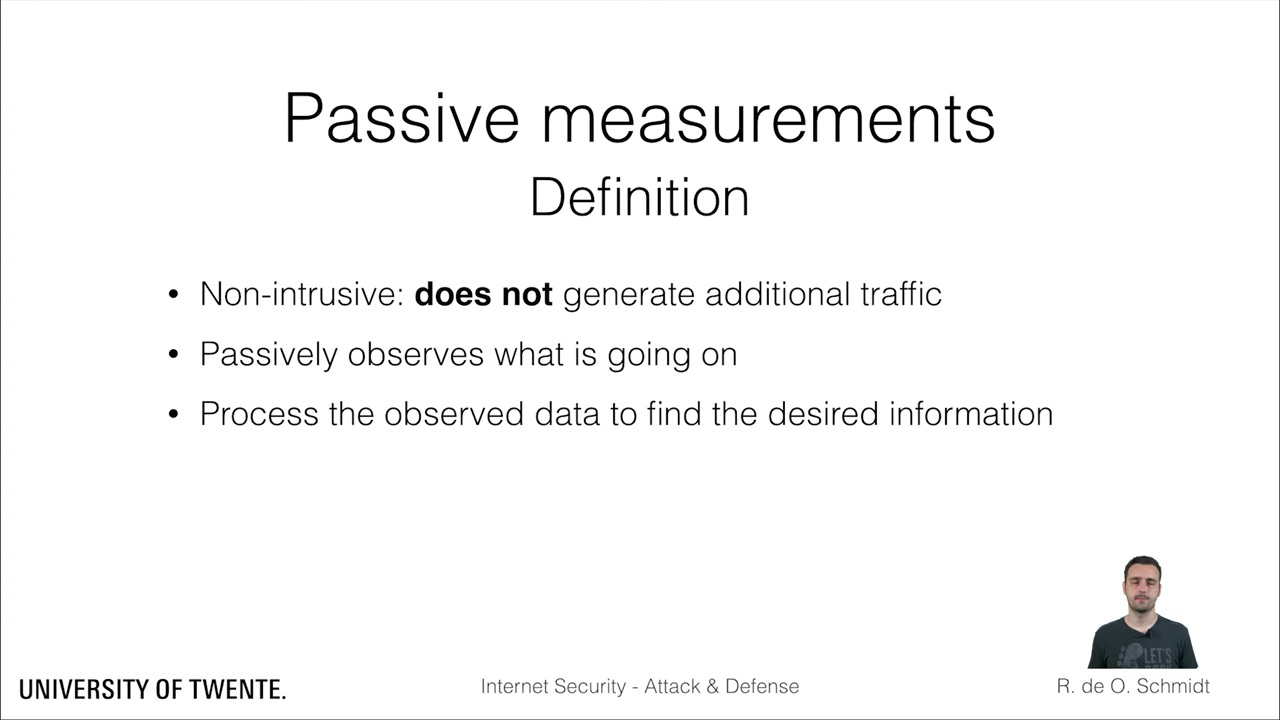 Passive measurements
Definition
• Non-intrusive: does not generate additional traffic
• Passively observes what is going on
• Process the observed data to find the desired information
LET'S
UNIVERSITY OF TWENTE.
Internet Security - Attack & Defense
R. de O. Schmidt